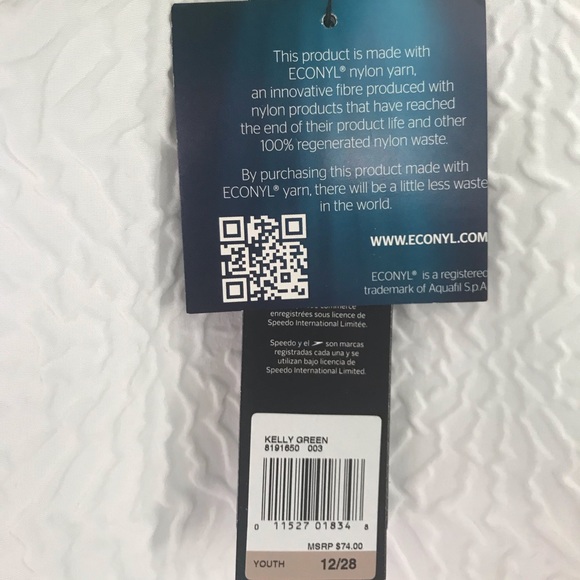 This product is made with
ECONYL® nylon yarn,
an innovative fibre produced with
nylon products that have reached
the end of their product life and other
100% regenerated nylon waste.
By purchasing this product made with
ECONYL® yarn, there will be a little less waste
in the world.
WWW.ECONYL.COM
ECONYL® is a registered
trademark of Aquafil S.p.A
commerce
enregistrées sous licence de
Speedo International Limitée.
Speedo y el son marcas
registradas cada una y se
utilizan bajo licencia de
Speedo International Limited.
KELLY GREEN
8191650 003
0 11527 01834 8
MSRP $74.00
YOUTH 12/28